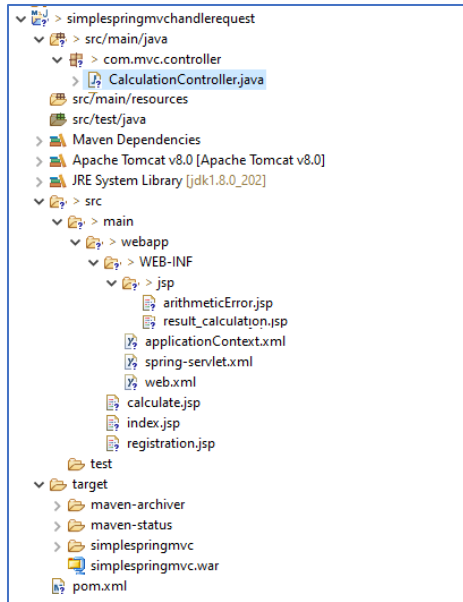 > simplespringmvchandlerequest
> src/main/java
> com.mvc.controller
CalculationController.java
src/main/resources
src/test/java
Maven Dependencies
Apache Tomcat v8.0 [Apache Tomcat v8.0]
JRE System Library [jdk1.8.0_202]
> src
> main
> webapp
> WEB-INF
> jsp
arithmeticError.jsp
result_calculation.jsp
applicationContext.xml
spring-servlet.xml
web.xml
calculate.jsp
index.jsp
registration.jsp
test
target
maven-archiver
maven-status
simplespringmvc
simplespringmvc.war
pom.xml